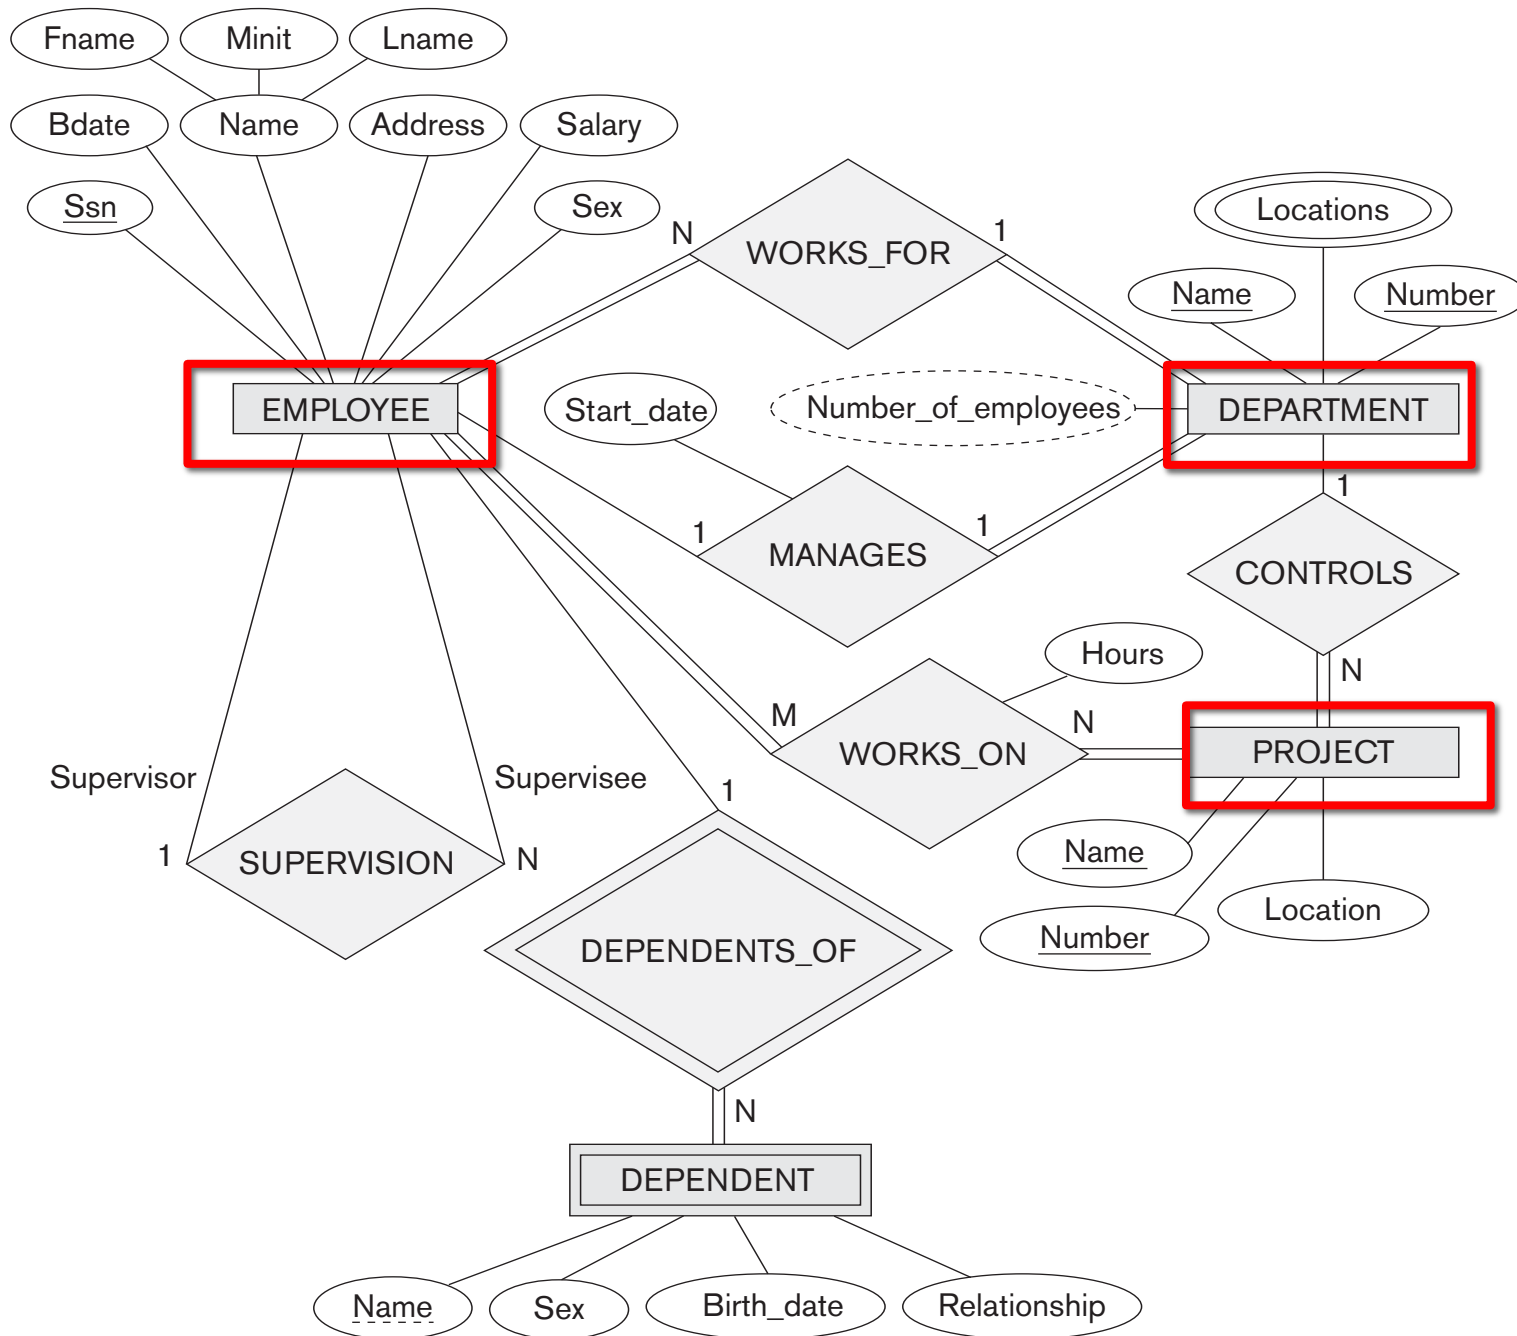 Fname Minit Lname
Bdate Name Address Salary
Ssn Sex
N WORKS_FOR 1
Locations
Name Number
EMPLOYEE Start_date Number_of_employees DEPARTMENT
1 MANAGES 1
1
CONTROLS
N
Hours
M WORKS_ON N
PROJECT
Supervisor Supervisee
1
1 SUPERVISION N
Name
Number Location
DEPENDENTS_OF
N
DEPENDENT
Name Sex Birth_date Relationship